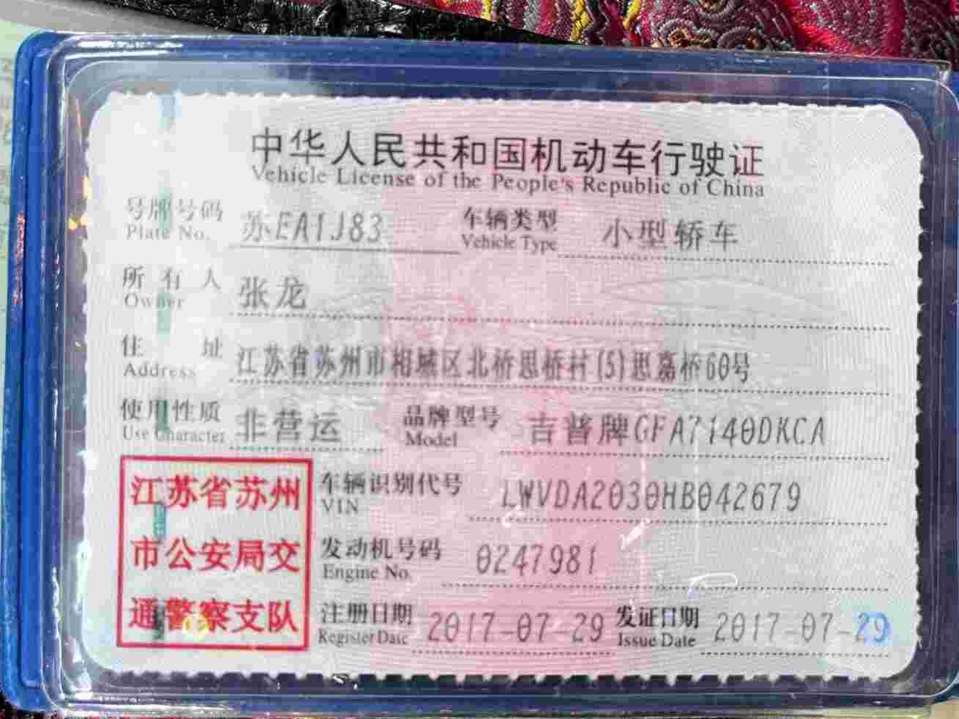 中华人民共和国机动车行驶证
Vehicle License of the People's Republic of China
号牌号码 苏EA1J83 车辆类型 小型轿车
Plate No. Vehicle Type
所有人 张龙
Owner
住址 江苏省苏州市相城区北桥思桥村(5)思嘉桥60号
Address
使用性质 非营运 品牌型号 吉普牌GFA7140DKCA
Use Character Model
江苏省苏州
市公安局交
通警察支队
车辆识别代号 LWVDA2030HB042679
VIN
发动机号码 0247981
Engine No.
注册日期 2017-07-29 发证日期 2017-07-29
Register Date Issue Date